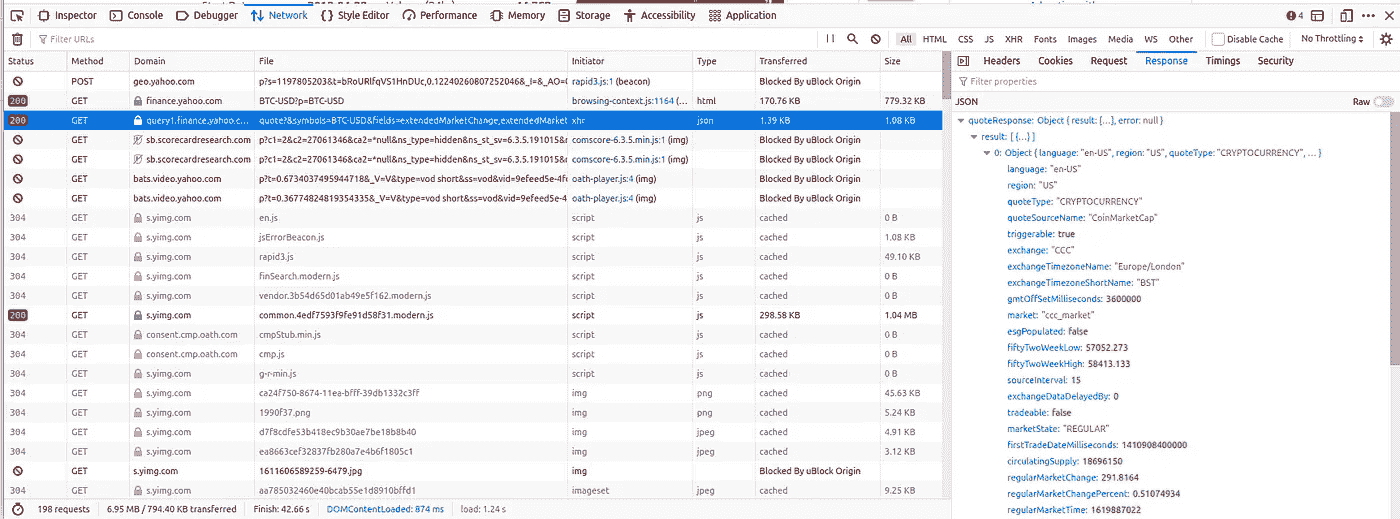 Inspector Console Debugger Network Style Editor Performance Memory Storage Accessibility Application 4
Filter URLs All HTML CSS JS XHR Fonts Images Media WS Other Disable Cache No Throttling
Status Method Domain File Initiator Type Transferred Size
POST geo.yahoo.com p?s=1197805203&t=bRoURlfqVS1HnDUc,0.12240260807252046&_I=&_AO=0 rapid3.js:1 (beacon) Blocked By uBlock Origin
200 GET finance.yahoo.com BTC-USD?p=BTC-USD browsing-context.js:1164 (... html 170.76 KB 779.32 KB
200 GET query1.finance.yahoo.c... quote?&symbols=BTC-USD&fields=extendedMarketChange,extendedMarket xhr json 1.39 KB 1.08 KB
GET sb.scorecardresearch.com p?c1=2&c2=27061346&ca2=*null&ns_type=hidden&ns_st_sv=6.3.5.191015& comscore-6.3.5.min.js:1 (img) Blocked By uBlock Origin
GET sb.scorecardresearch.com p?c1=2&c2=27061346&ca2=*null&ns_type=hidden&ns_st_sv=6.3.5.191015& comscore-6.3.5.min.js:1 (img) Blocked By uBlock Origin
GET bats.video.yahoo.com p?t=0.6734037495944718&_V=V&type=vod short&ss=vod&vid=9efeed5e-4f oath-player.js:4 (img) Blocked By uBlock Origin
GET bats.video.yahoo.com p?t=0.36774824819354335&_V=V&type=vod short&ss=vod&vid=9efeed5e- oath-player.js:4 (img) Blocked By uBlock Origin
304 GET s.yimg.com en.js script js cached 0 B
304 GET s.yimg.com jsErrorBeacon.js script js cached 1.08 KB
304 GET s.yimg.com rapid3.js script js cached 49.10 KB
304 GET s.yimg.com finSearch.modern.js script js cached 0 B
304 GET s.yimg.com vendor.3b54d65d01ab49e5f162.modern.js script js cached 0 B
200 GET s.yimg.com common.4edf7593f9fe91d58f31.modern.js script js 298.58 KB 1.04 MB
304 GET consent.cmp.oath.com cmpStub.min.js script js cached 0 B
304 GET consent.cmp.oath.com cmp.js script js cached 0 B
304 GET s.yimg.com g-r-min.js script js cached 0 B
304 GET s.yimg.com ca24f750-8674-11ea-bfff-39db1332c3ff img png cached 45.63 KB
304 GET s.yimg.com 1990f37.png img png cached 5.24 KB
304 GET s.yimg.com d7f8cdfe53b418ec9b30ae7be18b8b40 img jpeg cached 4.91 KB
304 GET s.yimg.com ea8663cef32837fb280a7e4b6f1805c1 img jpeg cached 3.12 KB
GET s.yimg.com 1611606589259-6479.jpg img Blocked By uBlock Origin
304 GET s.yimg.com aa785032460e40bcab55e1d8910bffd1 imageset jpeg cached 9.25 KB
198 requests 6.95 MB / 794.40 KB transferred Finish: 42.66 s DOMContentLoaded: 874 ms load: 1.24 s
Headers Cookies Request Response Timings Security
Filter properties
JSON Raw
quoteResponse: Object { result: [...], error: null }
result: [ {...} ]
0: Object { language: "en-US", region: "US", quoteType: "CRYPTOCURRENCY", ... }
language: "en-US"
region: "US"
quoteType: "CRYPTOCURRENCY"
quoteSourceName: "CoinMarketCap"
triggerable: true
exchange: "CCC"
exchangeTimezoneName: "Europe/London"
exchangeTimezoneShortName: "BST"
gmtOffSetMilliseconds: 3600000
market: "ccc_market"
esgPopulated: false
fiftyTwoWeekLow: 57052.273
fiftyTwoWeekHigh: 58413.133
sourceInterval: 15
exchangeDataDelayedBy: 0
tradeable: false
marketState: "REGULAR"
firstTradeDateMilliseconds: 1410908400000
circulatingSupply: 18696150
regularMarketChange: 291.8164
regularMarketChangePercent: 0.51074934
regularMarketTime: 1619887022